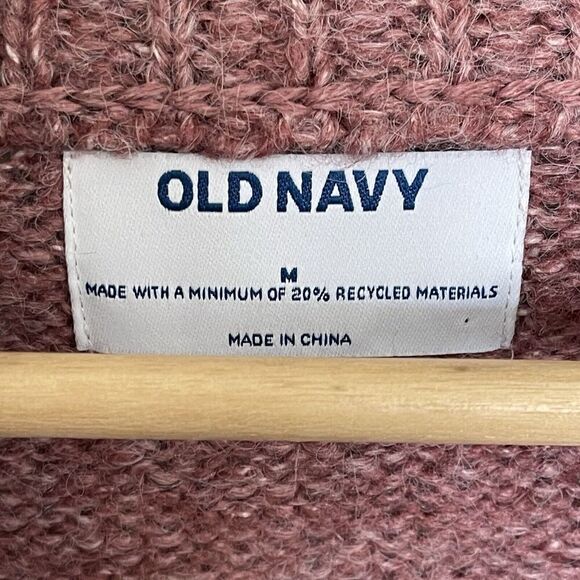 OLD NAVY
M
MADE WITH A MINIMUM OF 20% RECYCLED MATERIALS
MADE IN CHINA